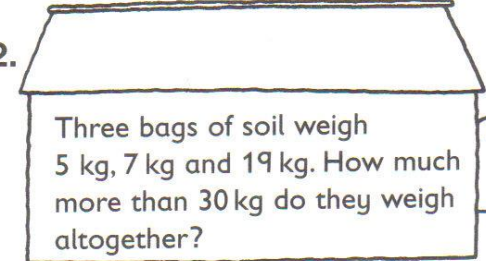 2.
Three bags of soil weigh
5 kg, 7 kg and 19 kg. How much
more than 30 kg do they weigh
altogether?